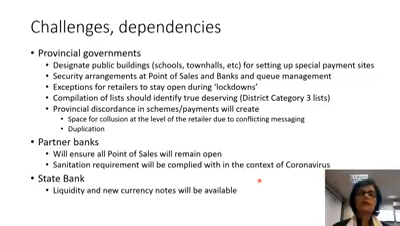 Challenges, dependencies
• Provincial governments
• Designate public buildings (schools, townhalls, etc) for setting up special payment sites
• Security arrangements at Point of Sales and Banks and queue management
• Exceptions for retailers to stay open during 'lockdowns'
• Compilation of lists should identify true deserving (District Category 3 lists)
• Provincial discordance in schemes/payments will create
• Space for collusion at the level of the retailer due to conflicting messaging
• Duplication
• Partner banks
• Will ensure all Point of Sales will remain open
• Sanitation requirement will be complied with in the context of Coronavirus
• State Bank
• Liquidity and new currency notes will be available